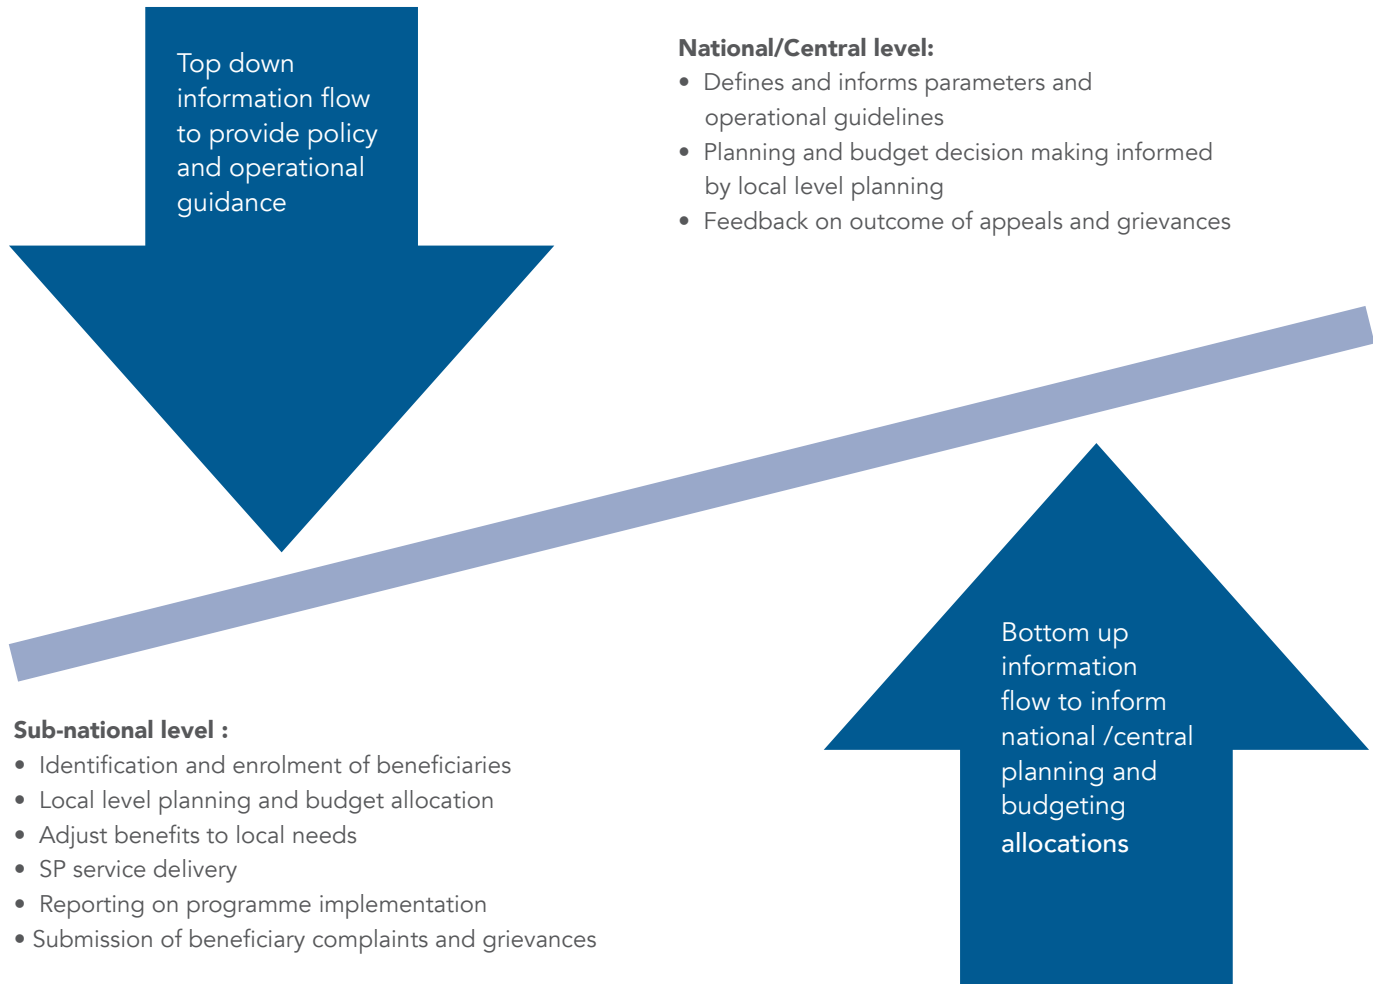 Top down
information flow
to provide policy
and operational
guidance
National/Central level:
• Defines and informs parameters and
operational guidelines
• Planning and budget decision making informed
by local level planning
• Feedback on outcome of appeals and grievances
Sub-national level :
• Identification and enrolment of beneficiaries
• Local level planning and budget allocation
• Adjust benefits to local needs
• SP service delivery
• Reporting on programme implementation
• Submission of beneficiary complaints and grievances
Bottom up
information
flow to inform
national /central
planning and
budgeting
allocations